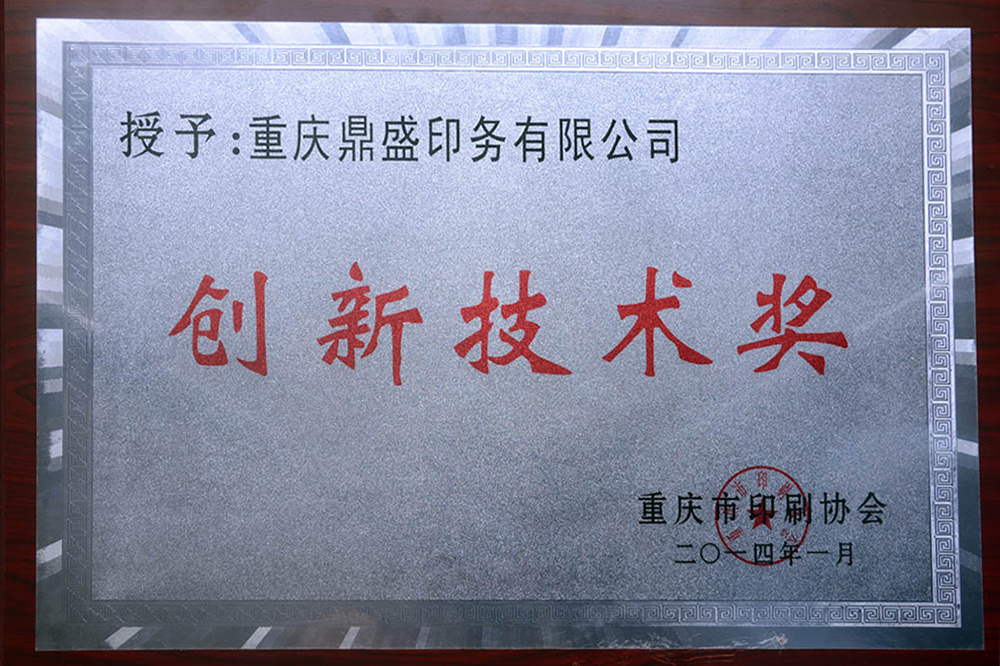 授予:重庆鼎盛印务有限公司
创新技术奖
重庆市印刷协会
二〇一四年一月